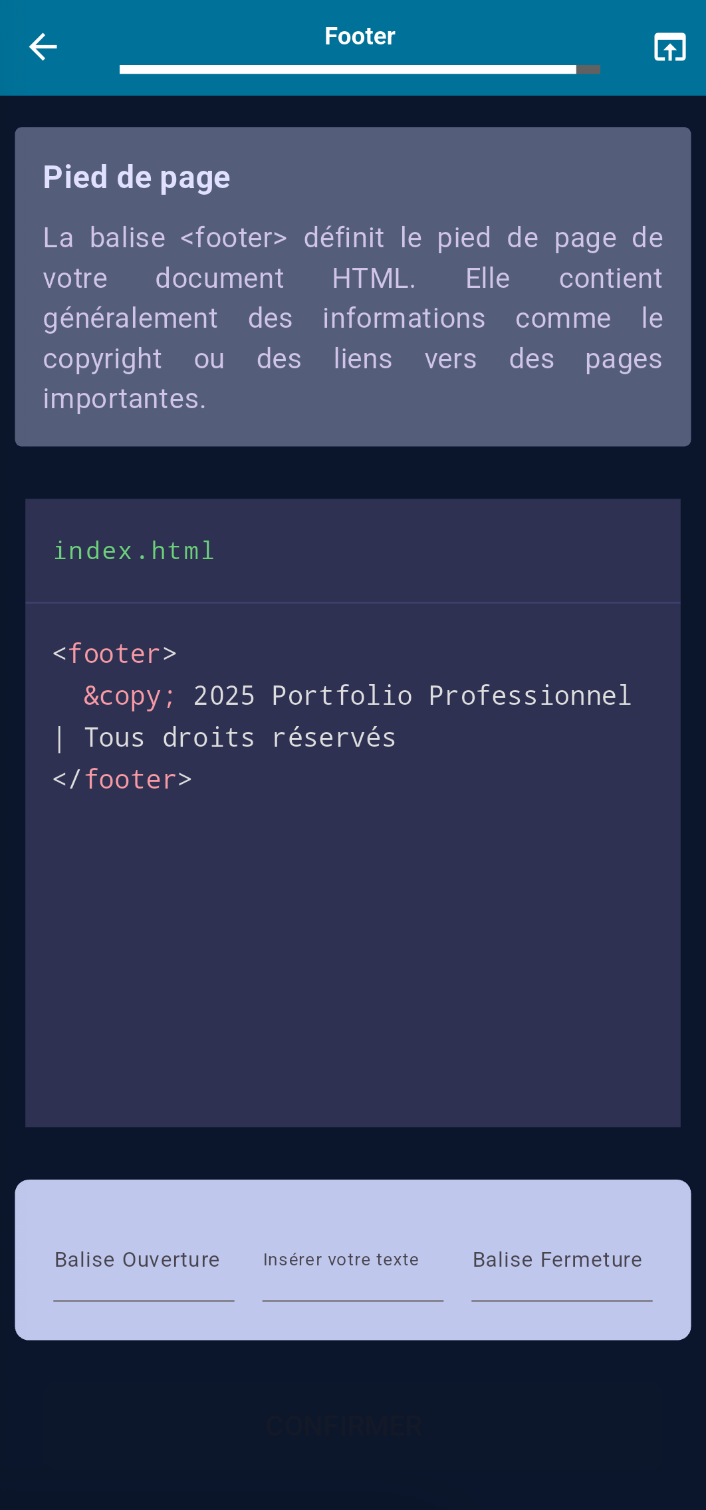 Footer
Pied de page
La balise <footer> définit le pied de page de
votre document HTML. Elle contient
généralement des informations comme le
copyright ou des liens vers des pages
importantes.
index.html
<footer>
  &copy; 2025 Portfolio Professionnel
| Tous droits réservés
</footer>
Balise Ouverture
Insérer votre texte
Balise Fermeture
CONFIRMER